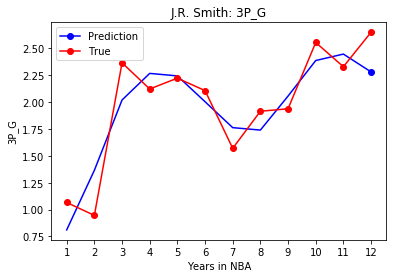 J.R. Smith: 3P_G
Prediction
True
3P_G
2.50
2.25
2.00
1.75
1.50
1.25
1.00
0.75
1 2 3 4 5 6 7 8 9 10 11 12
Years in NBA